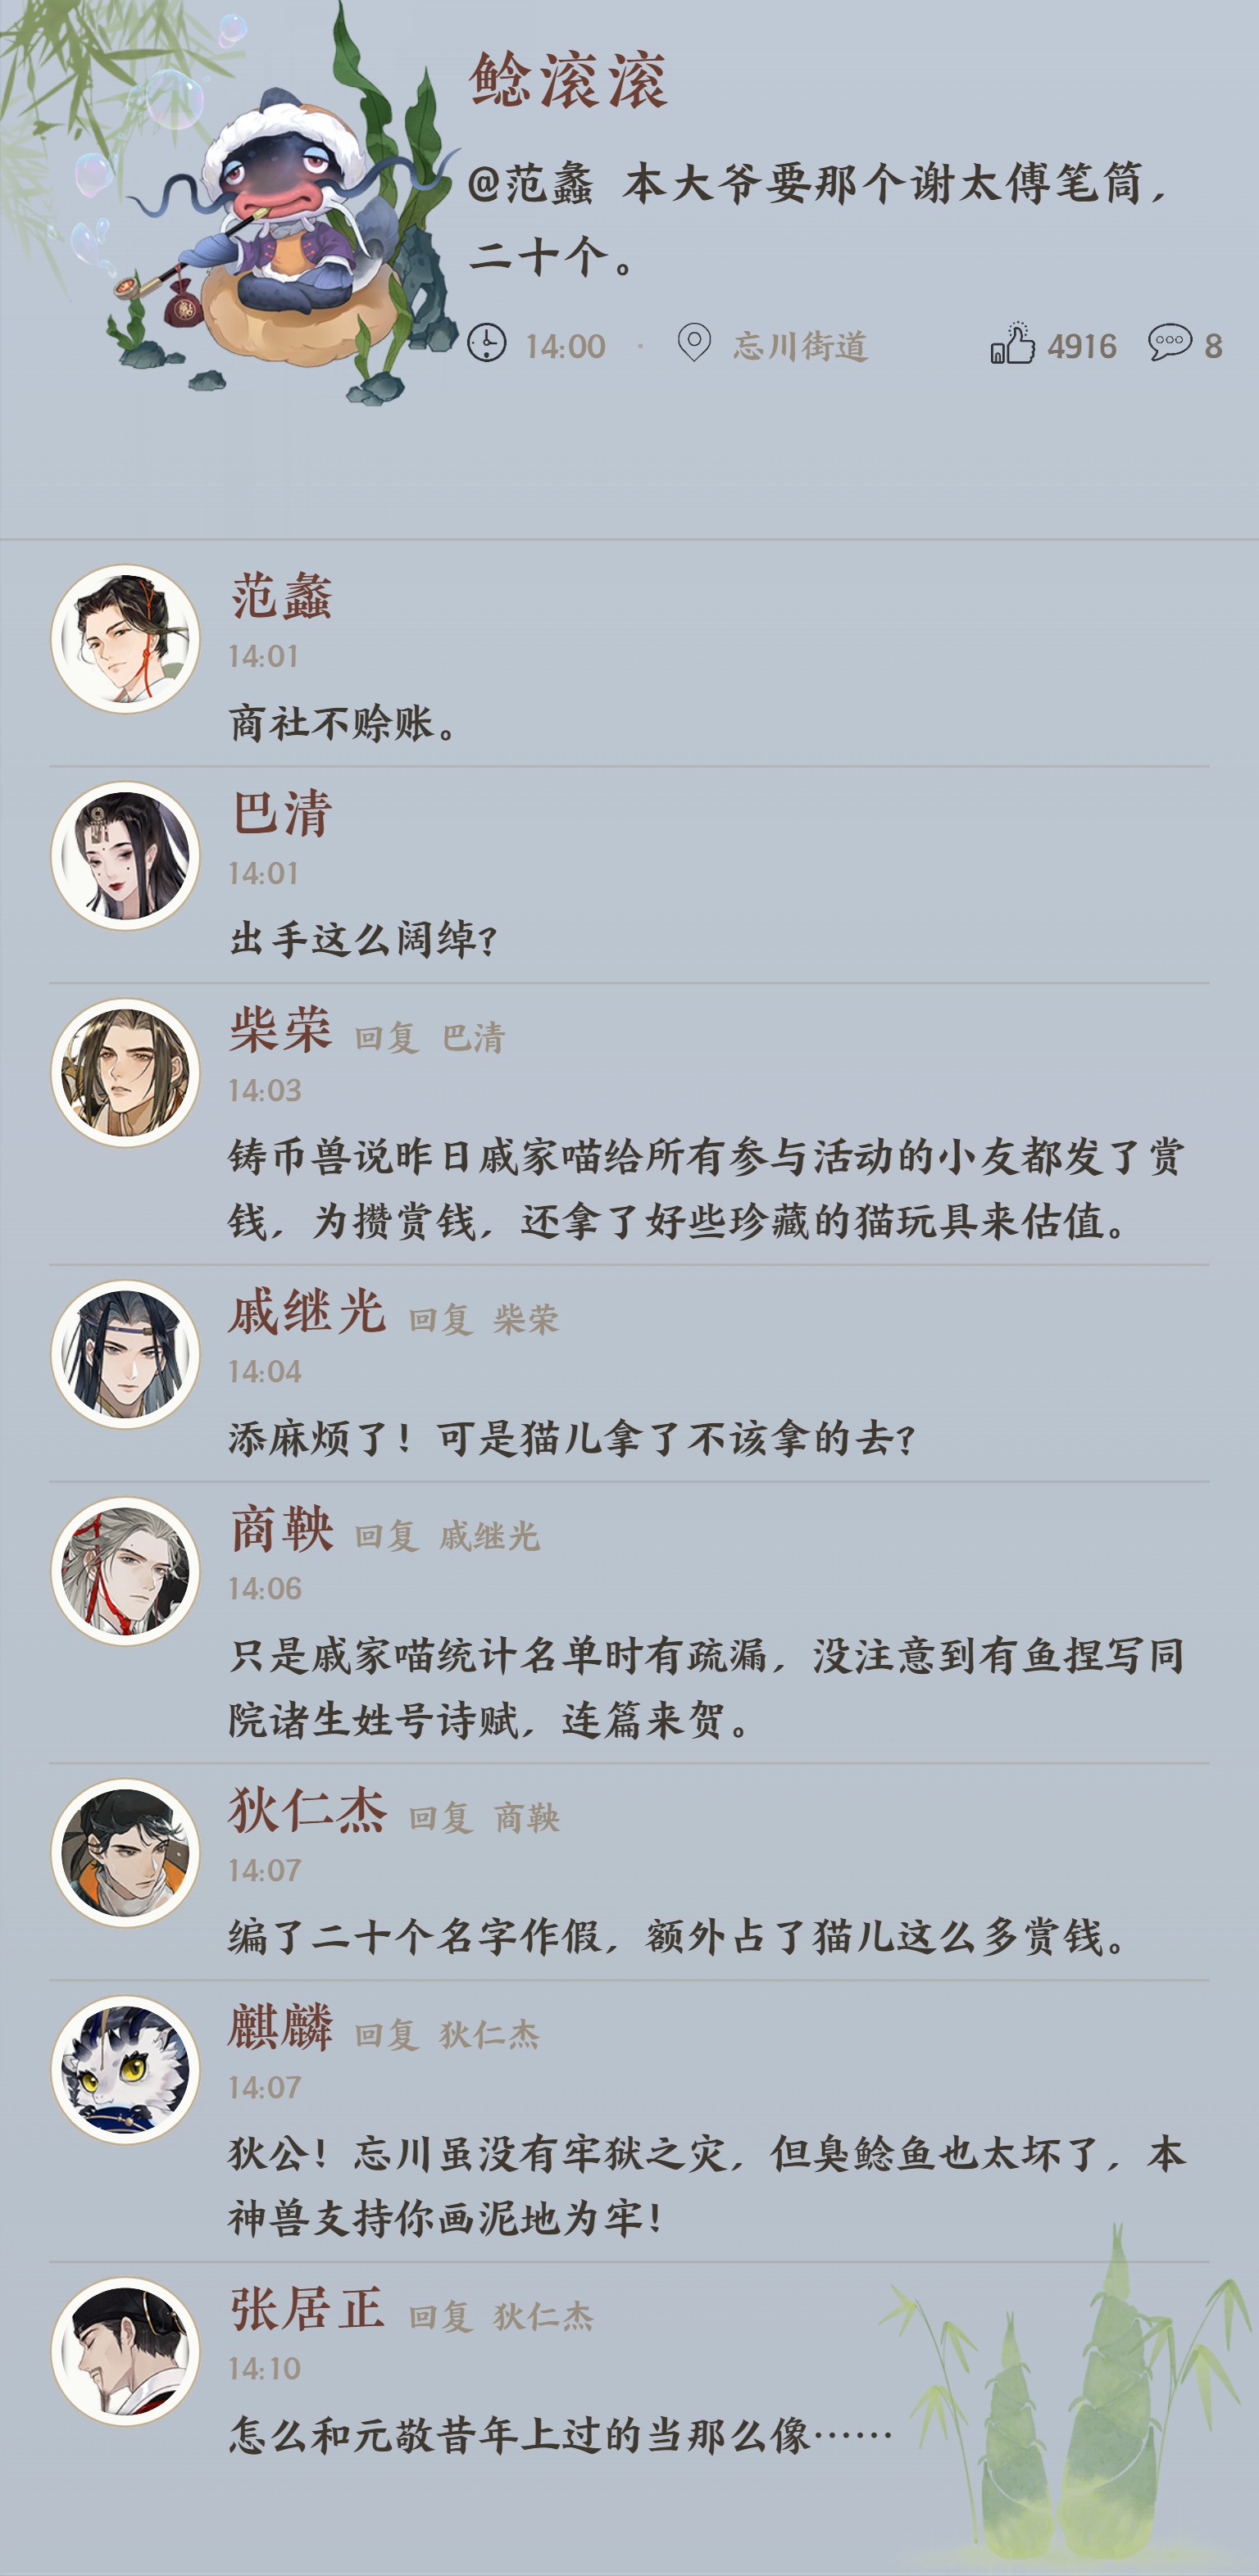 鲶滚滚
@范蠡 本大爷要那个谢太傅笔筒，
二十个。
14:00 · 忘川街道 4916 8
范蠡
14:01
商社不赊账。
巴清
14:01
出手这么阔绰？
柴荣 回复 巴清
14:03
铸币兽说昨日戚家喵给所有参与活动的小友都发了赏
钱，为攒赏钱，还拿了好些珍藏的猫玩具来估值。
戚继光 回复 柴荣
14:04
添麻烦了！可是猫儿拿了不该拿的去？
商鞅 回复 戚继光
14:06
只是戚家喵统计名单时有疏漏，没注意到有鱼捏写同
院诸生姓号诗赋，连篇来贺。
狄仁杰 回复 商鞅
14:07
编了二十个名字作假，额外占了猫儿这么多赏钱。
麒麟 回复 狄仁杰
14:07
狄公！忘川虽没有牢狱之灾，但臭鲶鱼也太坏了，本
神兽支持你画泥地为牢！
张居正 回复 狄仁杰
14:10
怎么和元敬昔年上过的当那么像……